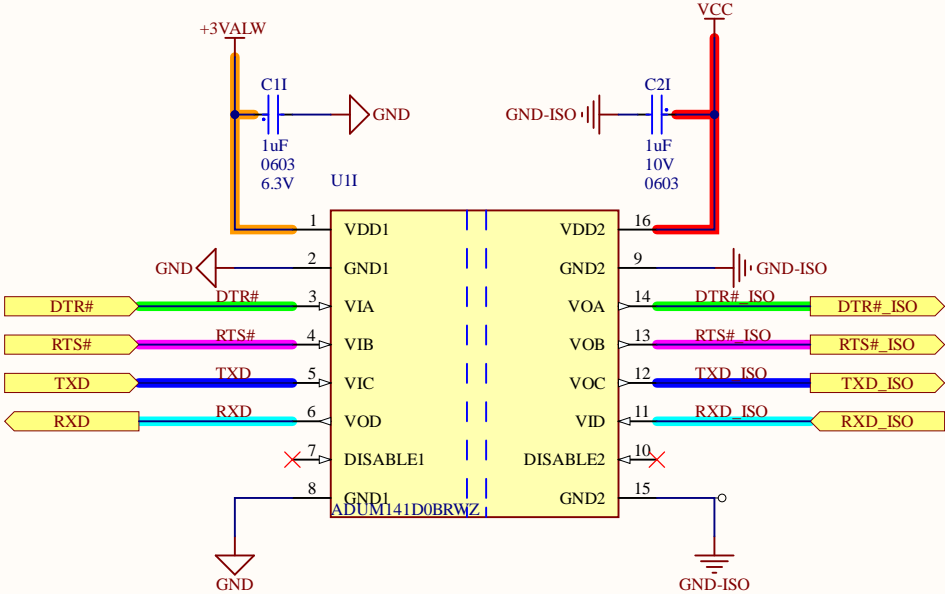 +3VALW
VCC
C1I
C2I
GND
GND-ISO
1uF
0603
6.3V
1uF
10V
0603
U1I
1
VDD1
VDD2
16
GND
2
GND1
GND2
9
GND-ISO
DTR#
DTR#
3
VIA
VOA
14
DTR#_ISO
DTR#_ISO
RTS#
RTS#
4
VIB
VOB
13
RTS#_ISO
RTS#_ISO
TXD
TXD
5
VIC
VOC
12
TXD_ISO
TXD_ISO
RXD
RXD
6
VOD
VID
11
RXD_ISO
RXD_ISO
7
DISABLE1
DISABLE2
10
8
GND1
GND2
15
ADUM141D0BRWZ
GND
GND-ISO